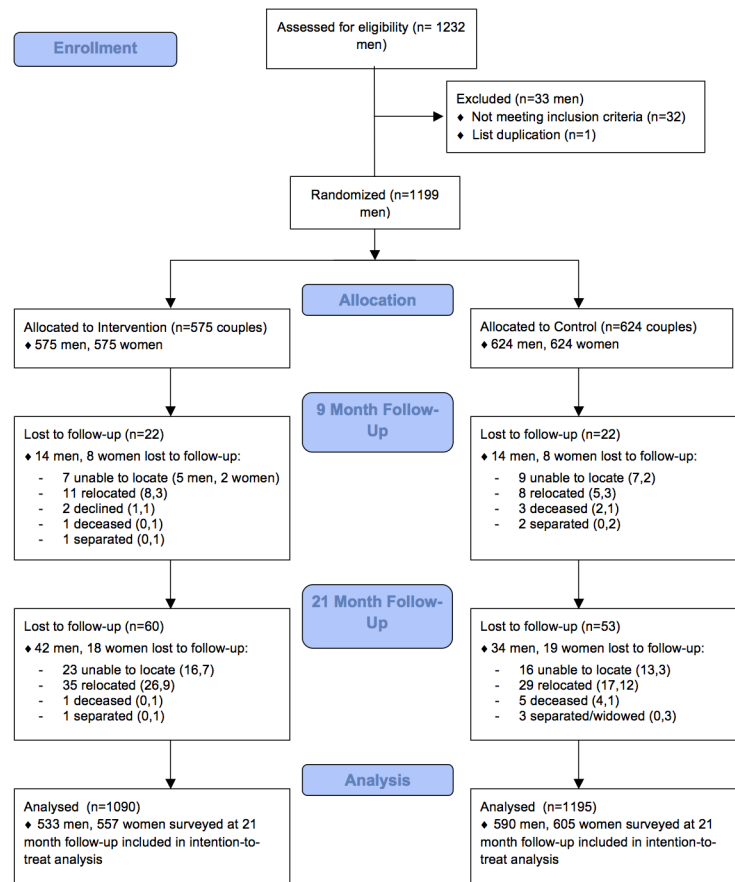 Assessed for eligibility (n= 1232
men)
Enrollment
Excluded (n=33 men)
♦ Not meeting inclusion criteria (n=32)
♦ List duplication (n=1)
Randomized (n=1199
men)
Allocation
Allocated to Intervention (n=575 couples)
♦ 575 men, 575 women
Allocated to Control (n=624 couples)
♦ 624 men, 624 women
9 Month Follow-
Up
Lost to follow-up (n=22)
♦ 14 men, 8 women lost to follow-up:
- 7 unable to locate (5 men, 2 women)
- 11 relocated (8,3)
- 2 declined (1,1)
- 1 deceased (0,1)
- 1 separated (0,1)
Lost to follow-up (n=22)
♦ 14 men, 8 women lost to follow-up:
- 9 unable to locate (7,2)
- 8 relocated (5,3)
- 3 deceased (2,1)
- 2 separated (0,2)
21 Month Follow-
Up
Lost to follow-up (n=60)
♦ 42 men, 18 women lost to follow-up:
- 23 unable to locate (16,7)
- 35 relocated (26,9)
- 1 deceased (0,1)
- 1 separated (0,1)
Lost to follow-up (n=53)
♦ 34 men, 19 women lost to follow-up:
- 16 unable to locate (13,3)
- 29 relocated (17,12)
- 5 deceased (4,1)
- 3 separated/widowed (0,3)
Analysis
Analysed (n=1090)
♦ 533 men, 557 women surveyed at 21
month follow-up included in intention-to-
treat analysis
Analysed (n=1195)
♦ 590 men, 605 women surveyed at 21
month follow-up included in intention-to-
treat analysis